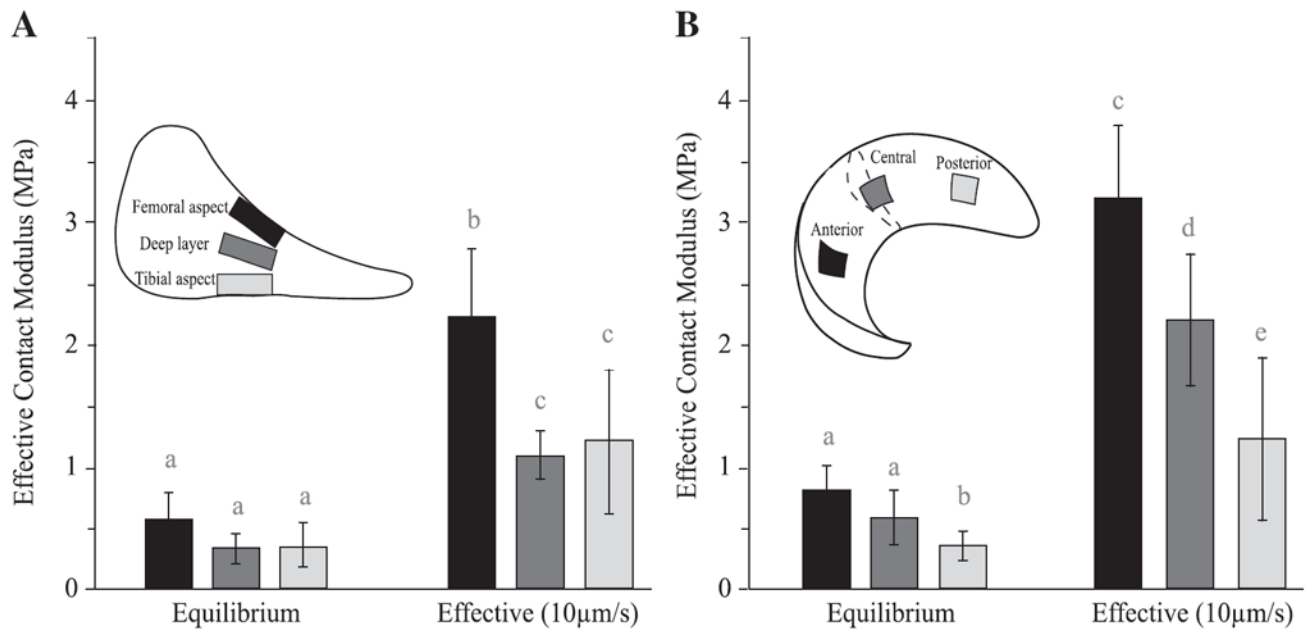 A
Effective Contact Modulus (MPa)
4
3
2
1
0
Femoral aspect
Deep layer
Tibial aspect
a
a
a
b
c
c
Equilibrium
Effective (10μm/s)
B
Effective Contact Modulus (MPa)
4
3
2
1
0
Central
Posterior
Anterior
a
a
b
c
d
e
Equilibrium
Effective (10μm/s)